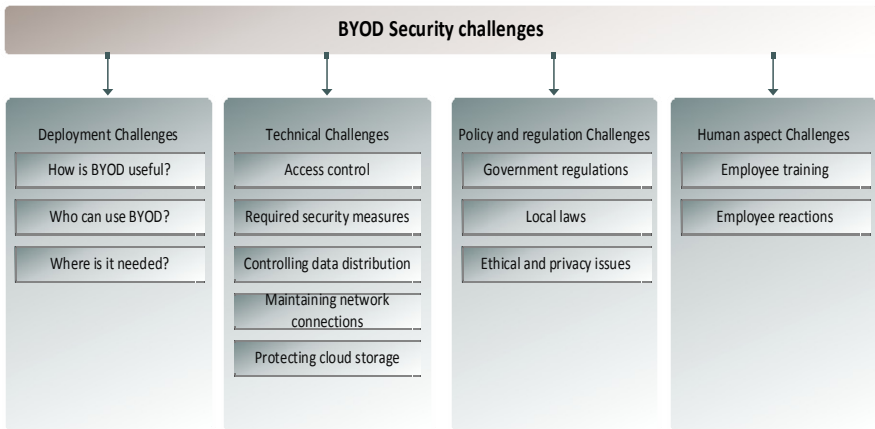 BYOD Security challenges
Deployment Challenges
How is BYOD useful?
Who can use BYOD?
Where is it needed?
Technical Challenges
Access control
Required security measures
Controlling data distribution
Maintaining network
connections
Protecting cloud storage
Policy and regulation Challenges
Government regulations
Local laws
Ethical and privacy issues
Human aspect Challenges
Employee training
Employee reactions